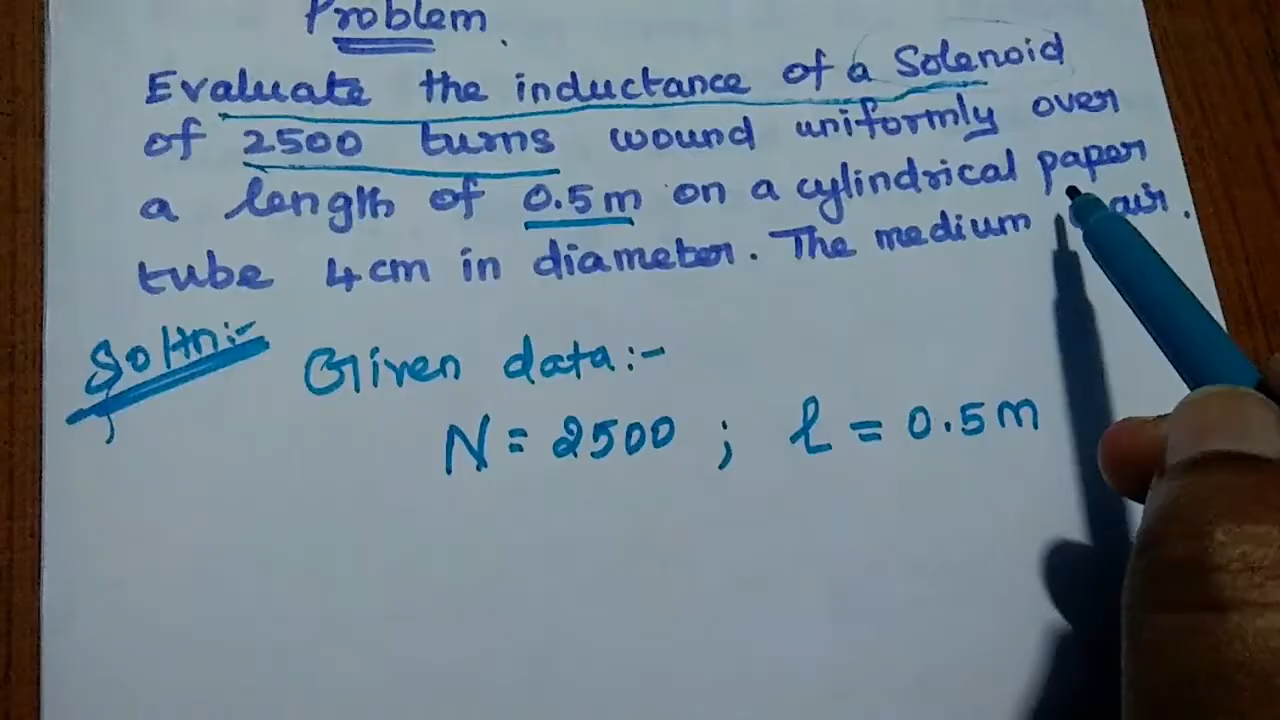 Problem
Evaluate the inductance of a Solenoid
of 2500 turns wound uniformly over
a length of 0.5m on a cylindrical paper
tube 4cm in diameter. The medium air.
Soltn:-
Given data:-
N = 2500 ; l = 0.5m